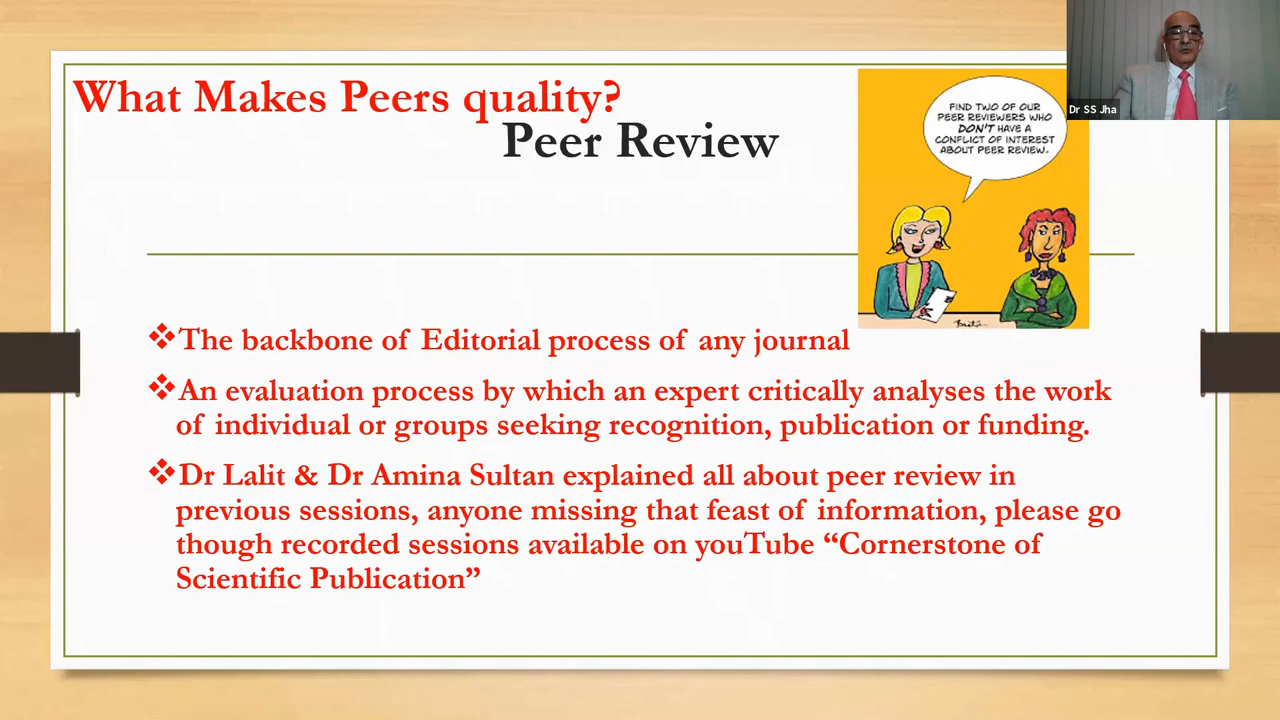 What Makes Peers quality?
Peer Review
FIND TWO OF OUR
PEER REVIEWERS WHO
DON'T HAVE A
CONFLICT OF INTEREST
ABOUT PEER REVIEW.
Dr SS Jha
The backbone of Editorial process of any journal
An evaluation process by which an expert critically analyses the work
of individual or groups seeking recognition, publication or funding.
Dr Lalit & Dr Amina Sultan explained all about peer review in
previous sessions, anyone missing that feast of information, please go
though recorded sessions available on youTube “Cornerstone of
Scientific Publication”